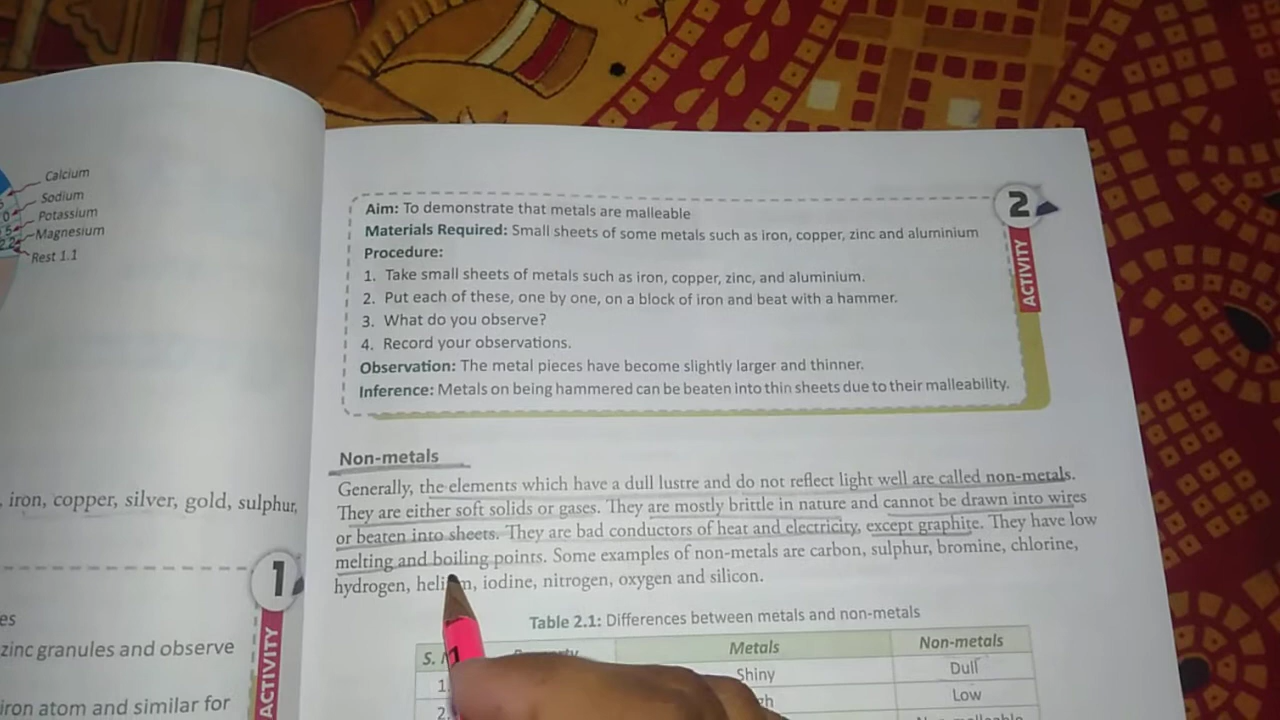 Calcium
Sodium
Potassium
Magnesium
Rest 1.1
, iron, copper, silver, gold, sulphur,
1
ACTIVITY
zinc granules and observe
iron atom and similar for
2
ACTIVITY
Aim: To demonstrate that metals are malleable
Materials Required: Small sheets of some metals such as iron, copper, zinc and aluminium
Procedure:
1. Take small sheets of metals such as iron, copper, zinc, and aluminium.
2. Put each of these, one by one, on a block of iron and beat with a hammer.
3. What do you observe?
4. Record your observations.
Observation: The metal pieces have become slightly larger and thinner.
Inference: Metals on being hammered can be beaten into thin sheets due to their malleability.
Non-metals
Generally, the elements which have a dull lustre and do not reflect light well are called non-metals.
They are either soft solids or gases. They are mostly brittle in nature and cannot be drawn into wires
or beaten into sheets. They are bad conductors of heat and electricity, except graphite. They have low
melting and boiling points. Some examples of non-metals are carbon, sulphur, bromine, chlorine,
hydrogen, helium, iodine, nitrogen, oxygen and silicon.
Table 2.1: Differences between metals and non-metals
S. Metals Non-metals
1. Shiny Dull
2. Low